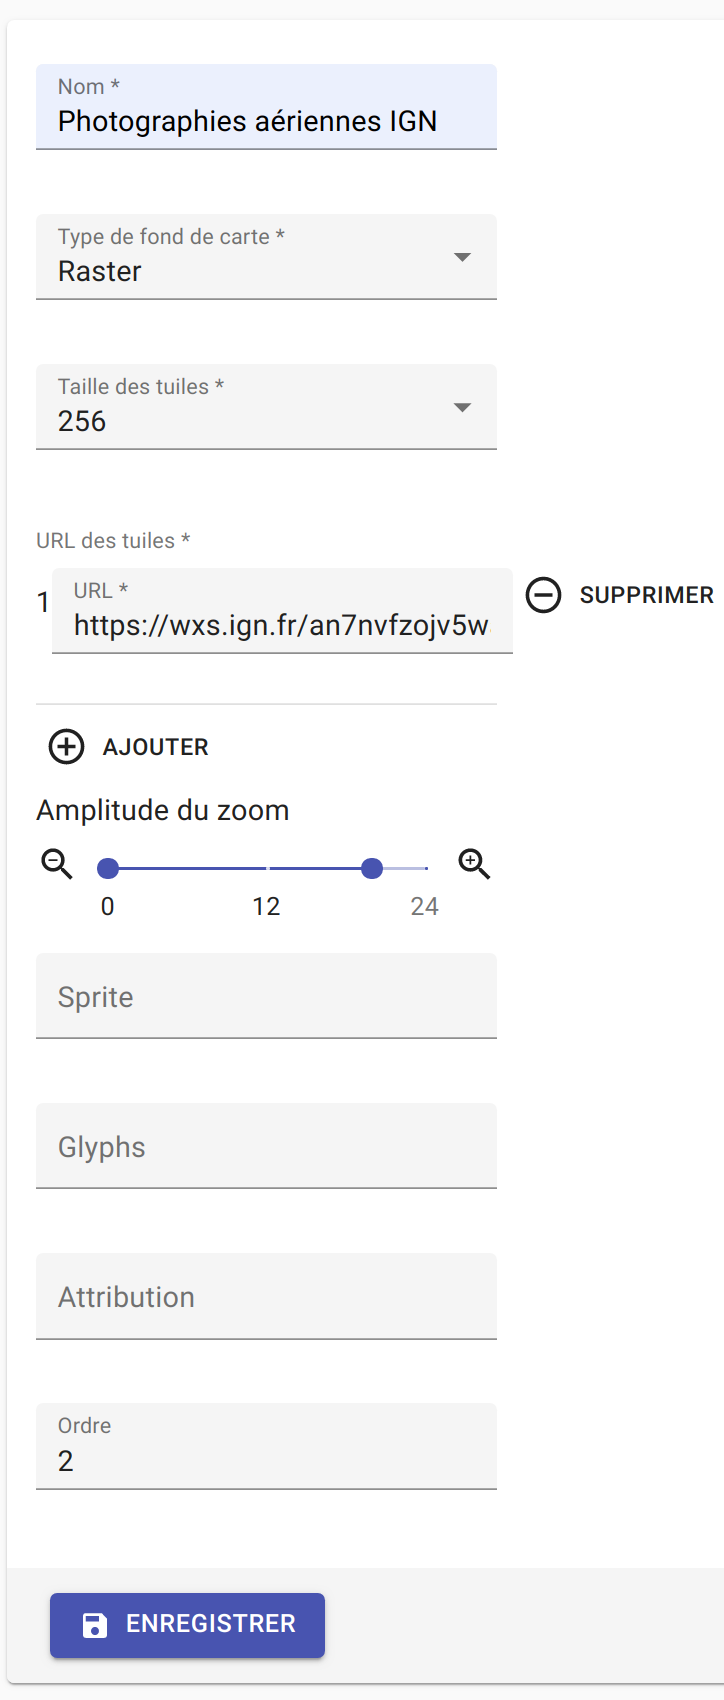 Nom *
Photographies aériennes IGN
Type de fond de carte *
Raster
Taille des tuiles *
256
URL des tuiles *
1
URL *
https://wxs.ign.fr/an7nvfzojv5w
SUPPRIMER
AJOUTER
Amplitude du zoom
0 12 24
Sprite
Glyphs
Attribution
Ordre
2
ENREGISTRER